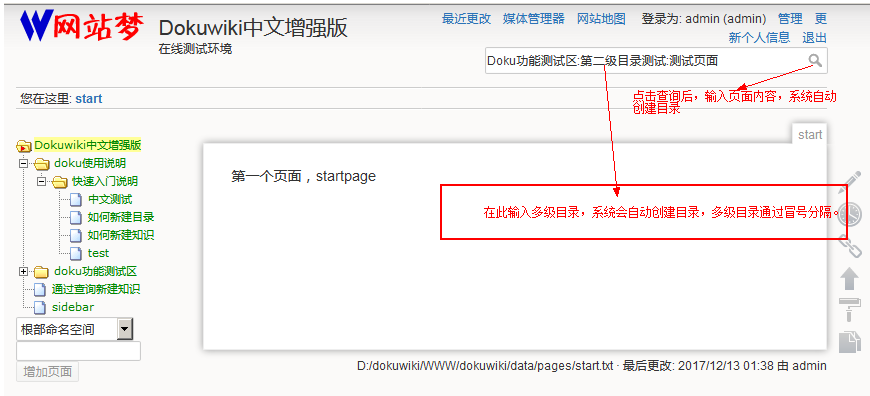 网站梦
Dokuwiki中文增强版
在线测试环境
最近更改 媒体管理器 网站地图 登录为: admin (admin) 管理 更
新个人信息 退出
Doku功能测试区:第二级目录测试:测试页面
您在这里: start
点击查询后，输入页面内容，系统自动
创建目录
start
Dokuwiki中文增强版
doku使用说明
快速入门说明
中文测试
如何新建目录
如何新建知识
test
doku功能测试区
通过查询新建知识
sidebar
根部命名空间
增加页面
第一个页面，startpage
在此输入多级目录，系统会自动创建目录，多级目录通过冒号分隔。
D:/dokuwiki/WWW/dokuwiki/data/pages/start.txt · 最后更改: 2017/12/13 01:38 由 admin